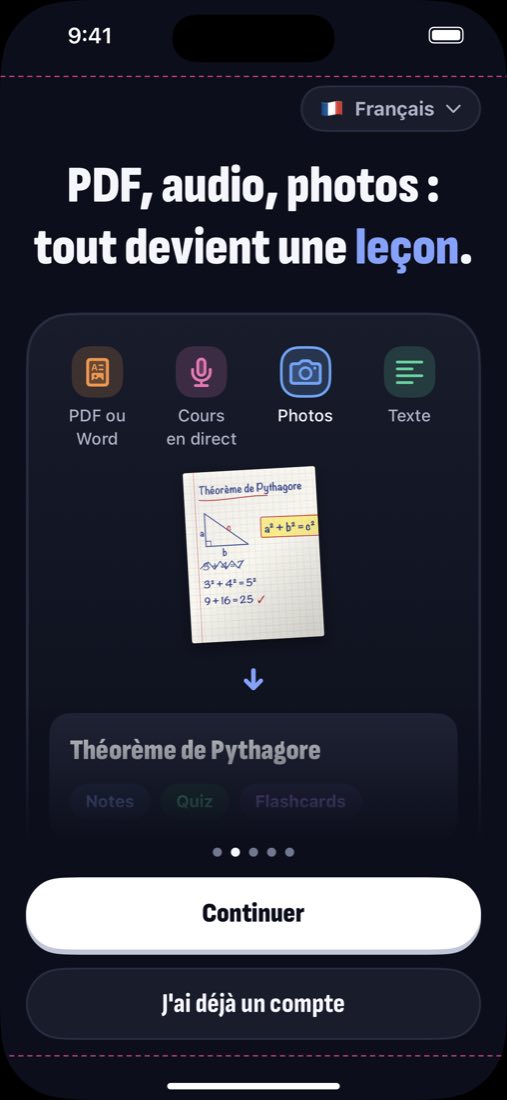 9:41
Français
PDF, audio, photos :
tout devient une leçon.
PDF ou
Word
Cours
en direct
Photos
Texte
Théorème de Pythagore
a² + b² = c²
a
c
b
3² + 4² = 5²
9 + 16 = 25 ✓
Théorème de Pythagore
Notes
Quiz
Flashcards
Continuer
J'ai déjà un compte